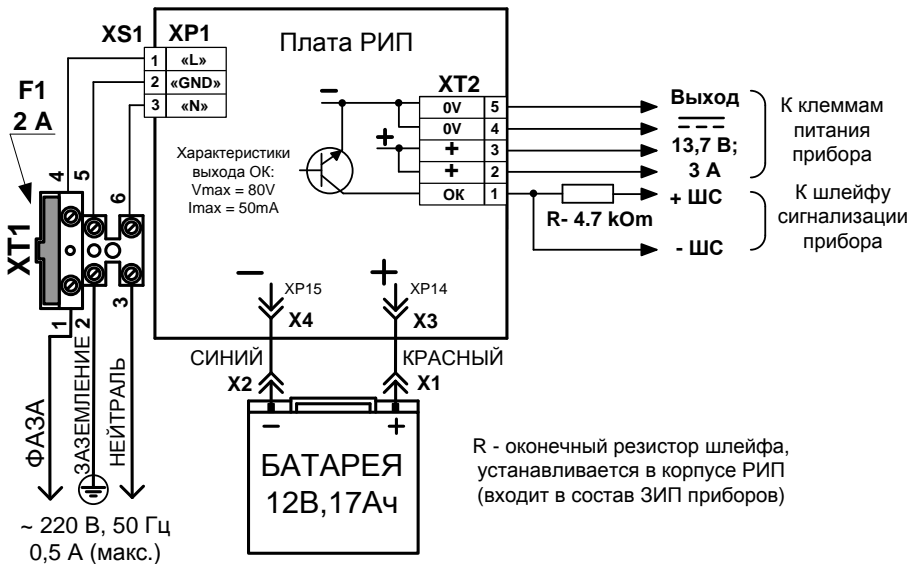 XS1 XP1
Плата РИП
1 «L»
2 «GND»
3 «N»
F1
2 А
4
5
6
XT1
1
2
3
Характеристики
выхода ОК:
Vmax = 80V
Imax = 50mA
–
+
XT2
0V 5
0V 4
+ 3
+ 2
ОК 1
Выход
13,7 В;
3 А
К клеммам
питания
прибора
R- 4.7 kOm
+ ШС
- ШС
К шлейфу
сигнализации
прибора
– +
XP15 XP14
X4 X3
СИНИЙ КРАСНЫЙ
X2 X1
– +
БАТАРЕЯ
12В,17Ач
ФАЗА
ЗАЗЕМЛЕНИЕ
НЕЙТРАЛЬ
~ 220 В, 50 Гц
0,5 А (макс.)
R - оконечный резистор шлейфа,
устанавливается в корпусе РИП
(входит в состав ЗИП приборов)